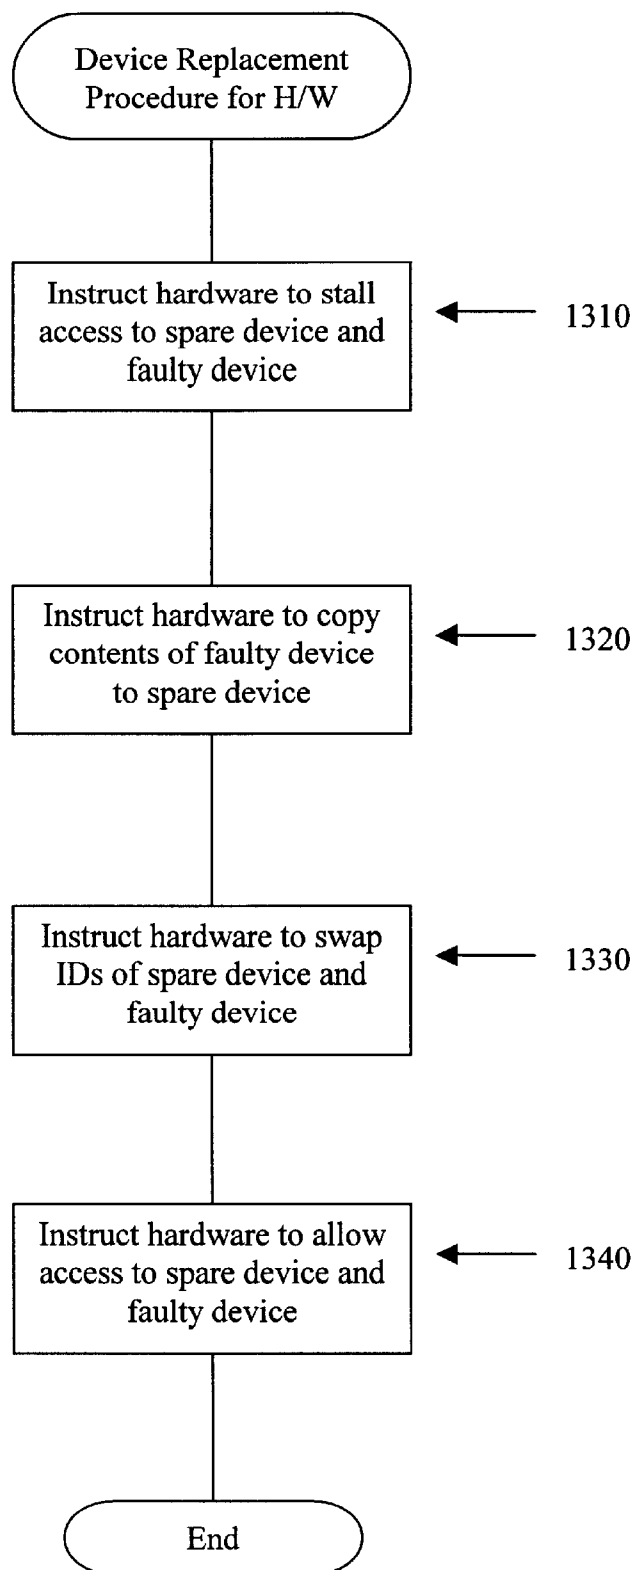 Device Replacement
Procedure for H/W
Instruct hardware to stall
access to spare device and
faulty device
1310
Instruct hardware to copy
contents of faulty device
to spare device
1320
Instruct hardware to swap
IDs of spare device and
faulty device
1330
Instruct hardware to allow
access to spare device and
faulty device
1340
End